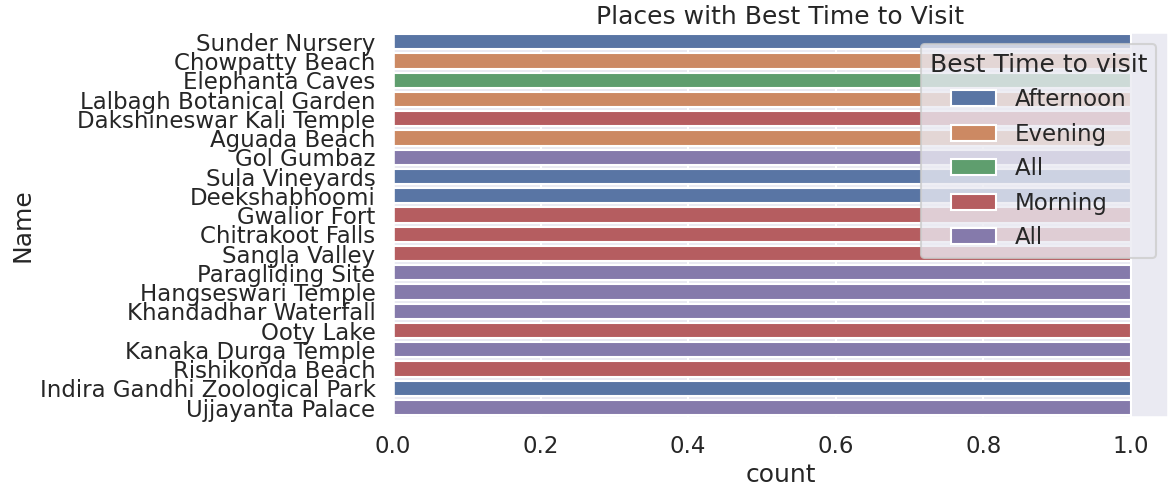 Places with Best Time to Visit
Name
Sunder Nursery
Chowpatty Beach
Elephanta Caves
Lalbagh Botanical Garden
Dakshineswar Kali Temple
Aguada Beach
Gol Gumbaz
Sula Vineyards
Deekshabhoomi
Gwalior Fort
Chitrakoot Falls
Sangla Valley
Paragliding Site
Hangseswari Temple
Khandadhar Waterfall
Ooty Lake
Kanaka Durga Temple
Rishikonda Beach
Indira Gandhi Zoological Park
Ujjayanta Palace
Best Time to visit
Afternoon
Evening
All
Morning
All
0.0 0.2 0.4 0.6 0.8 1.0
count